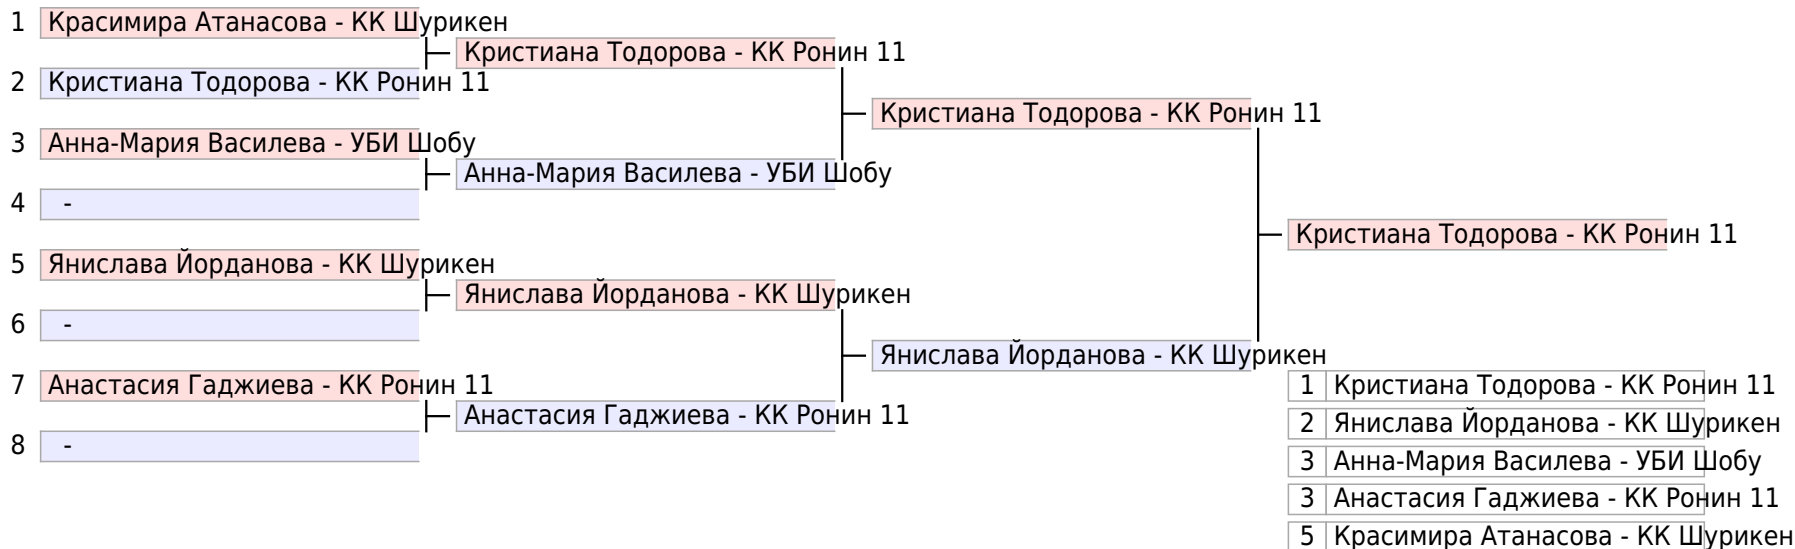 1 Красимира Атанасова - КК Шурикен
Кристиана Тодорова - КК Ронин 11
2 Кристиана Тодорова - КК Ронин 11
Кристиана Тодорова - КК Ронин 11
3 Анна-Мария Василева - УБИ Шобу
Анна-Мария Василева - УБИ Шобу
4 -
Кристиана Тодорова - КК Ронин 11
5 Янислава Йорданова - КК Шурикен
Янислава Йорданова - КК Шурикен
6 -
Янислава Йорданова - КК Шурикен
7 Анастасия Гаджиева - КК Ронин 11
Анастасия Гаджиева - КК Ронин 11
8 -
1 Кристиана Тодорова - КК Ронин 11
2 Янислава Йорданова - КК Шурикен
3 Анна-Мария Василева - УБИ Шобу
3 Анастасия Гаджиева - КК Ронин 11
5 Красимира Атанасова - КК Шурикен